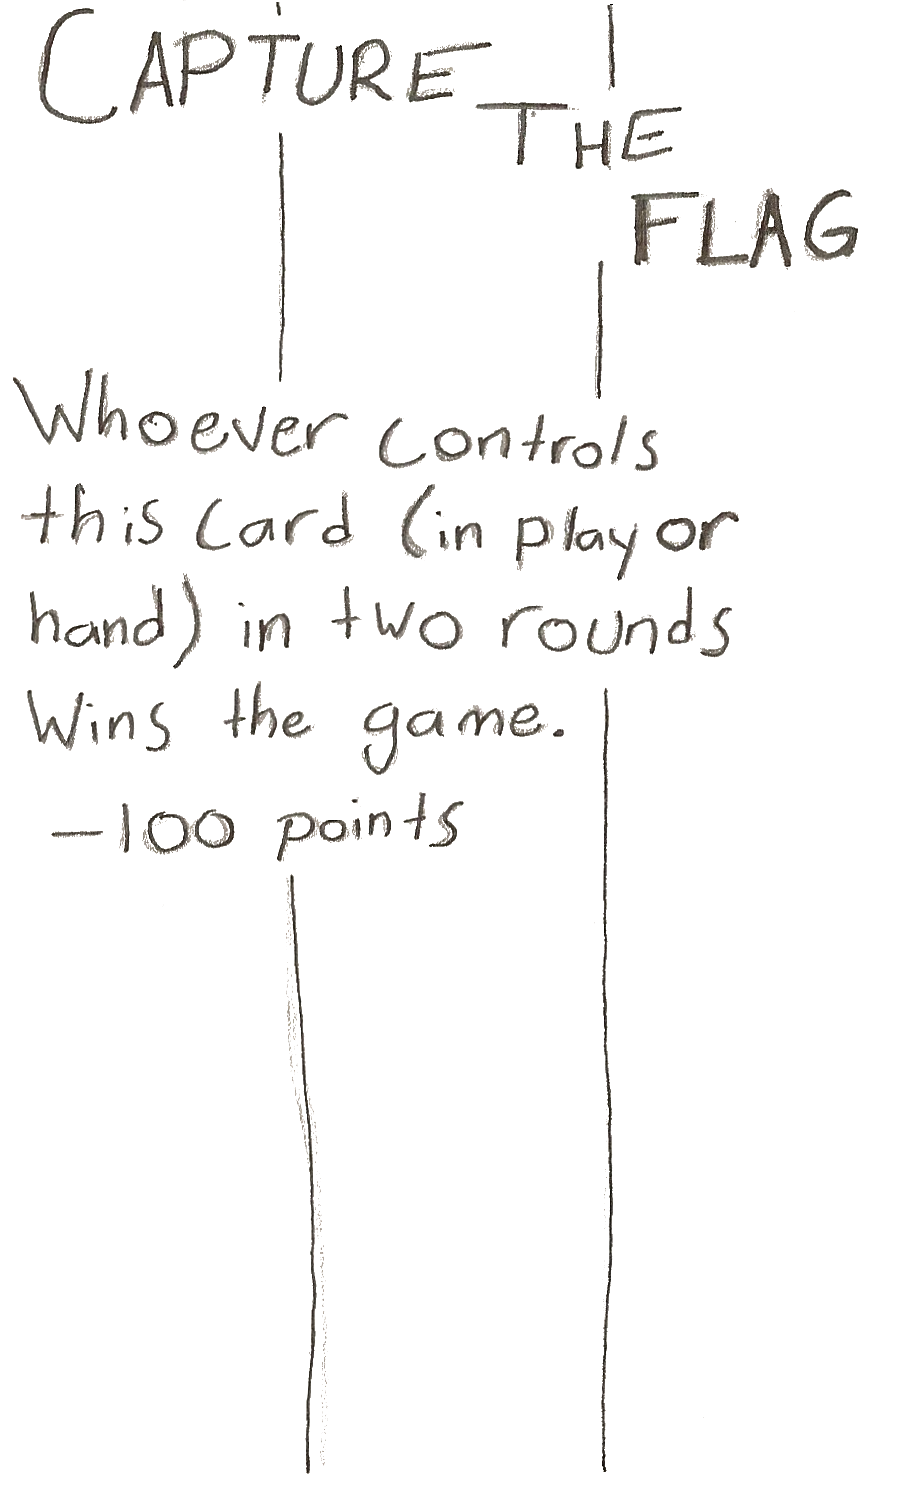 CAPTURE
THE
FLAG
Whoever controls
this card (in play or
hand) in two rounds
wins the game.
-100 points